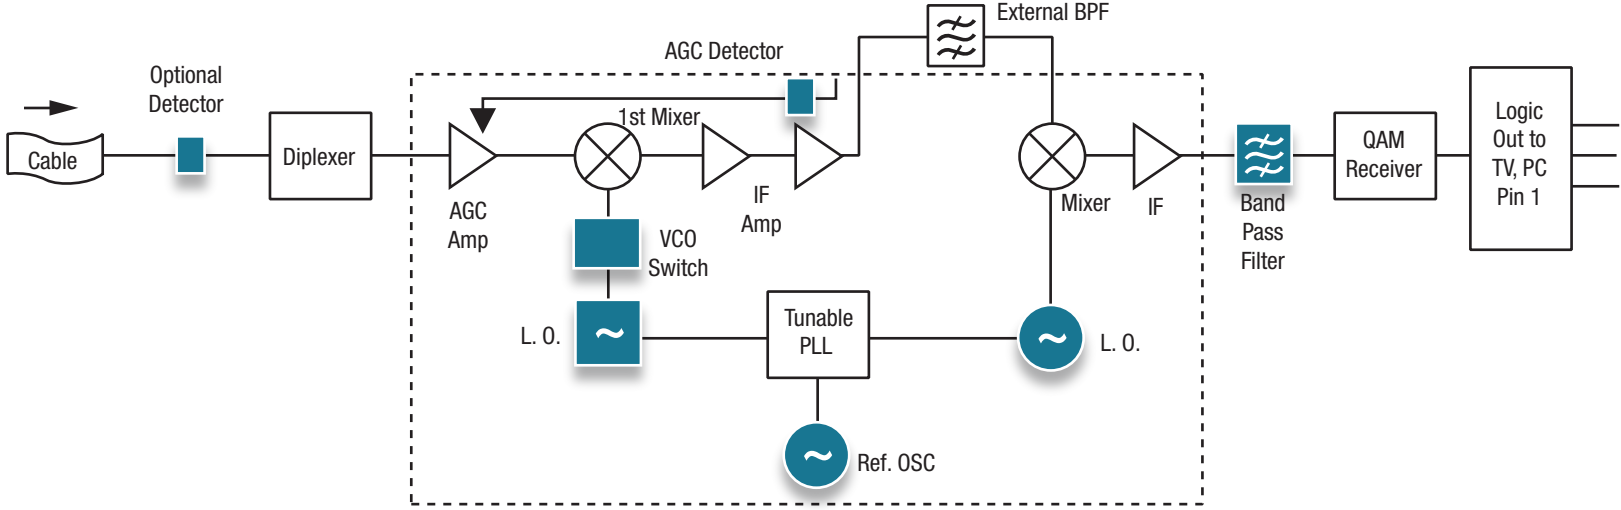 External BPF
AGC Detector
Optional
Detector
1st Mixer
Cable
Diplexer
AGC
Amp
IF
Amp
VCO
Switch
Mixer
IF
Band
Pass
Filter
QAM
Receiver
Logic
Out to
TV, PC
Pin 1
L. O.
~
Tunable
PLL
~
L. O.
~
Ref. OSC